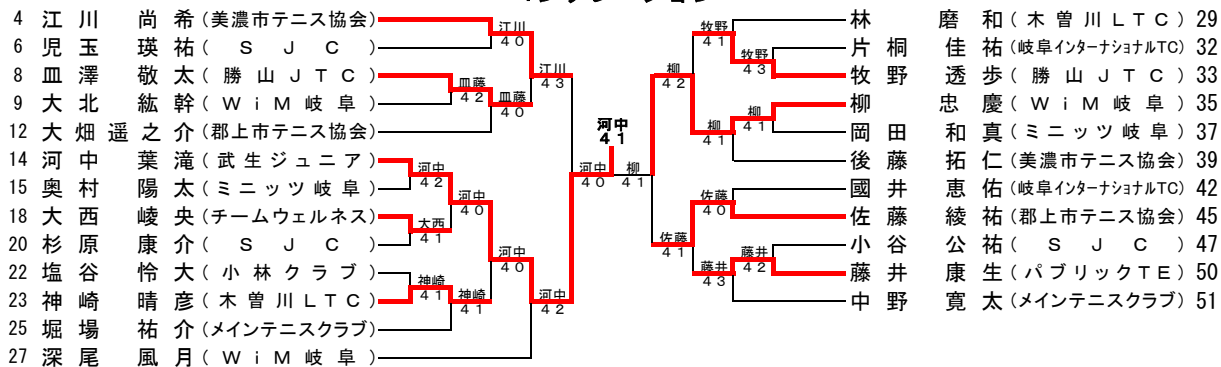 4 江川 尚希(美濃市テニス協会)
6 児玉 瑛祐(ＳＪＣ)
8 皿澤 敬太(勝山ＪＴＣ)
9 大北 紘幹(ＷｉＭ岐阜)
12 大畑遥之介(郡上市テニス協会)
14 河中 葉滝(武生ジュニア)
15 奥村 陽太(ミニッツ岐阜)
18 大西 崚央(チームウェルネス)
20 杉原 康介(ＳＪＣ)
22 塩谷 怜大(小林クラブ)
23 神崎 晴彦(木曽川ＬＴＣ)
25 堀場 祐介(メインテニスクラブ)
27 深尾 風月(ＷｉＭ岐阜)
江川
４０
皿藤
４２
河中
４２
大西
４１
神崎
４１
皿藤
４０
河中
４０
神崎
４１
江川
４３
河中
４０
河中
４２
河中
４０
河中
４１
柳
４１
柳
４２
佐藤
４１
牧野
４１
柳
４１
佐藤
４０
藤井
４３
牧野
４３
柳
４１
藤井
４２
林 磨和(木曽川ＬＴＣ) 29
片桐 佳祐(岐阜インターナショナルTC) 32
牧野 透歩(勝山ＪＴＣ) 33
柳 忠慶(ＷｉＭ岐阜) 35
岡田 和真(ミニッツ岐阜) 37
後藤 拓仁(美濃市テニス協会) 39
國井 恵佑(岐阜インターナショナルTC) 42
佐藤 綾祐(郡上市テニス協会) 45
小谷 公祐(ＳＪＣ) 47
藤井 康生(パブリックＴＥ) 50
中野 寛太(メインテニスクラブ) 51